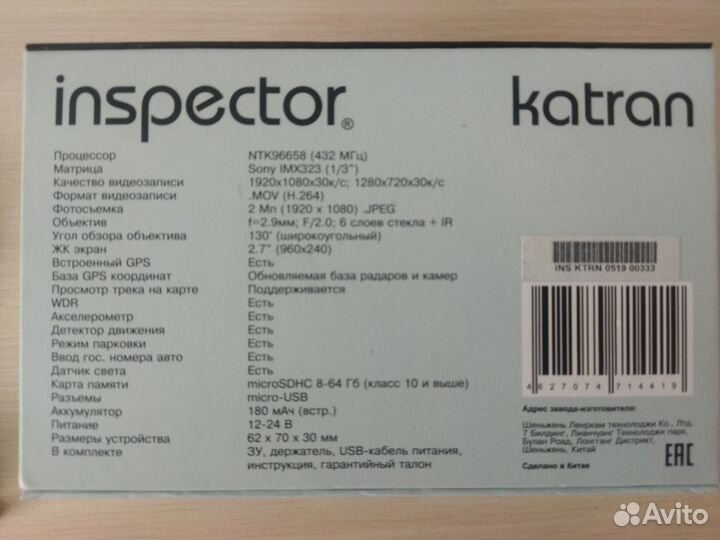 inspector® katran
Процессор NTK96658 (432 МГц)
Матрица Sony IMX323 (1/3")
Качество видеозаписи 1920x1080x30к/с; 1280x720x30к/с
Формат видеозаписи .MOV (H.264)
Фотосъемка 2 Мп (1920 x 1080) .JPEG
Объектив f=2.9мм; F/2.0; 6 слоев стекла + IR
Угол обзора объектива 130° (широкоугольный)
ЖК экран 2.7" (960x240)
Встроенный GPS Есть
База GPS координат Обновляемая база радаров и камер
Просмотр трека на карте Поддерживается
WDR Есть
Акселерометр Есть
Детектор движения Есть
Режим парковки Есть
Ввод гос. номера авто Есть
Датчик света Есть
Карта памяти microSDHC 8-64 Гб (класс 10 и выше)
Разъемы micro-USB
Аккумулятор 180 мАч (встр.)
Питание 12-24 В
Размеры устройства 62 x 70 x 30 мм
В комплекте ЗУ, держатель, USB-кабель питания,
инструкция, гарантийный талон
INS KTRN 0519 00333
4 627074 714419
Адрес завода-изготовителя:
Шеньжень Ленркам технолоджи Ко., Лтд.
7 Билдинг, Лианчуанг Технолоджи парк,
Булан Роад, Лонгганг Дистрикт,
Шеньжень, Китай
Сделано в Китае
EAC
Avito